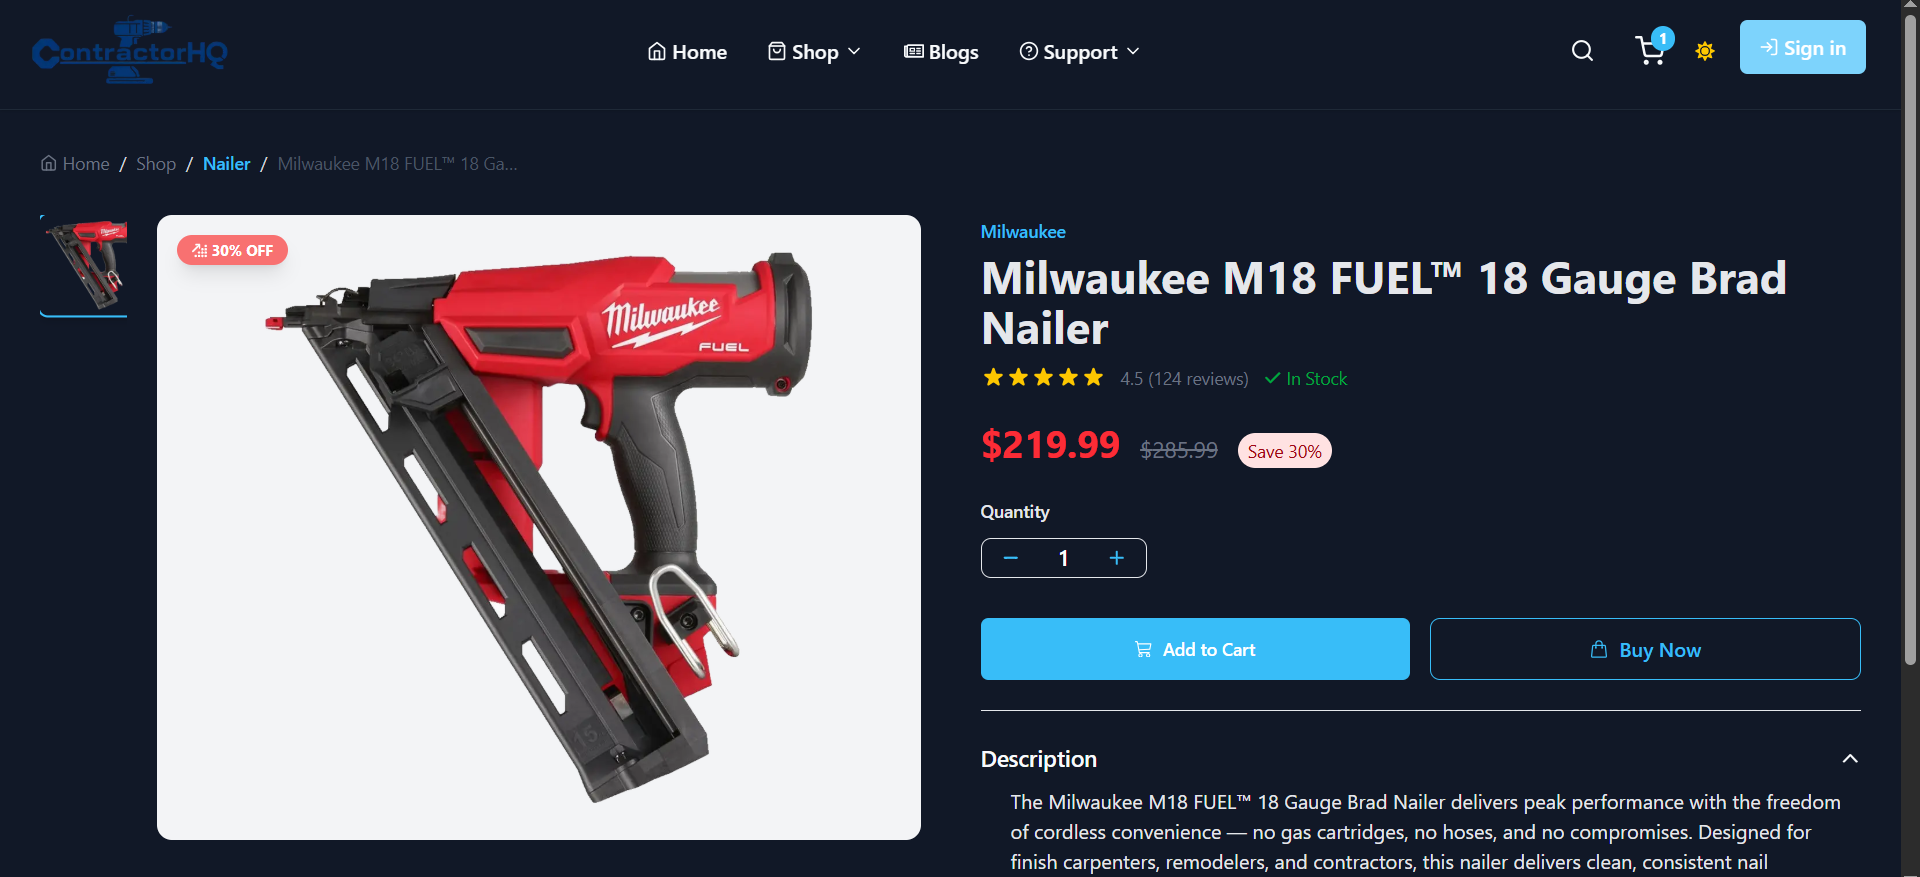 ContractorHQ
Home
Shop
Blogs
Support
1
Sign in
Home / Shop / Nailer / Milwaukee M18 FUEL™ 18 Ga...
30% OFF
Milwaukee
FUEL
15
Milwaukee
Milwaukee M18 FUEL™ 18 Gauge Brad
Nailer
4.5 (124 reviews)
In Stock
$219.99 $285.99 Save 30%
Quantity
− 1 +
Add to Cart
Buy Now
Description
The Milwaukee M18 FUEL™ 18 Gauge Brad Nailer delivers peak performance with the freedom
of cordless convenience — no gas cartridges, no hoses, and no compromises. Designed for
finish carpenters, remodelers, and contractors, this nailer delivers clean, consistent nail